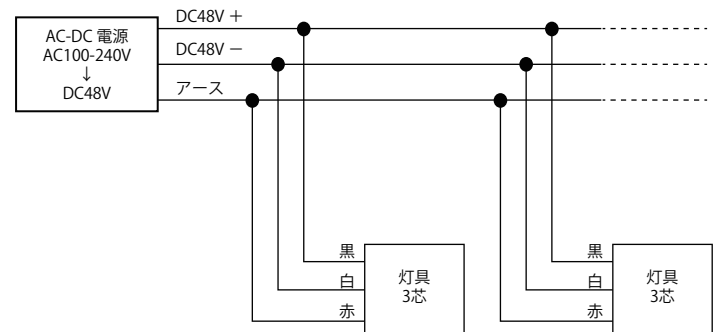 AC-DC 電源
AC100-240V
↓
DC48V
DC48V＋
DC48V－
アース
黒
白
赤
灯具
3芯
黒
白
赤
灯具
3芯